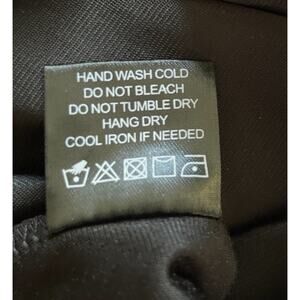 HAND WASH COLD
DO NOT BLEACH
DO NOT TUMBLE DRY
HANG DRY
COOL IRON IF NEEDED